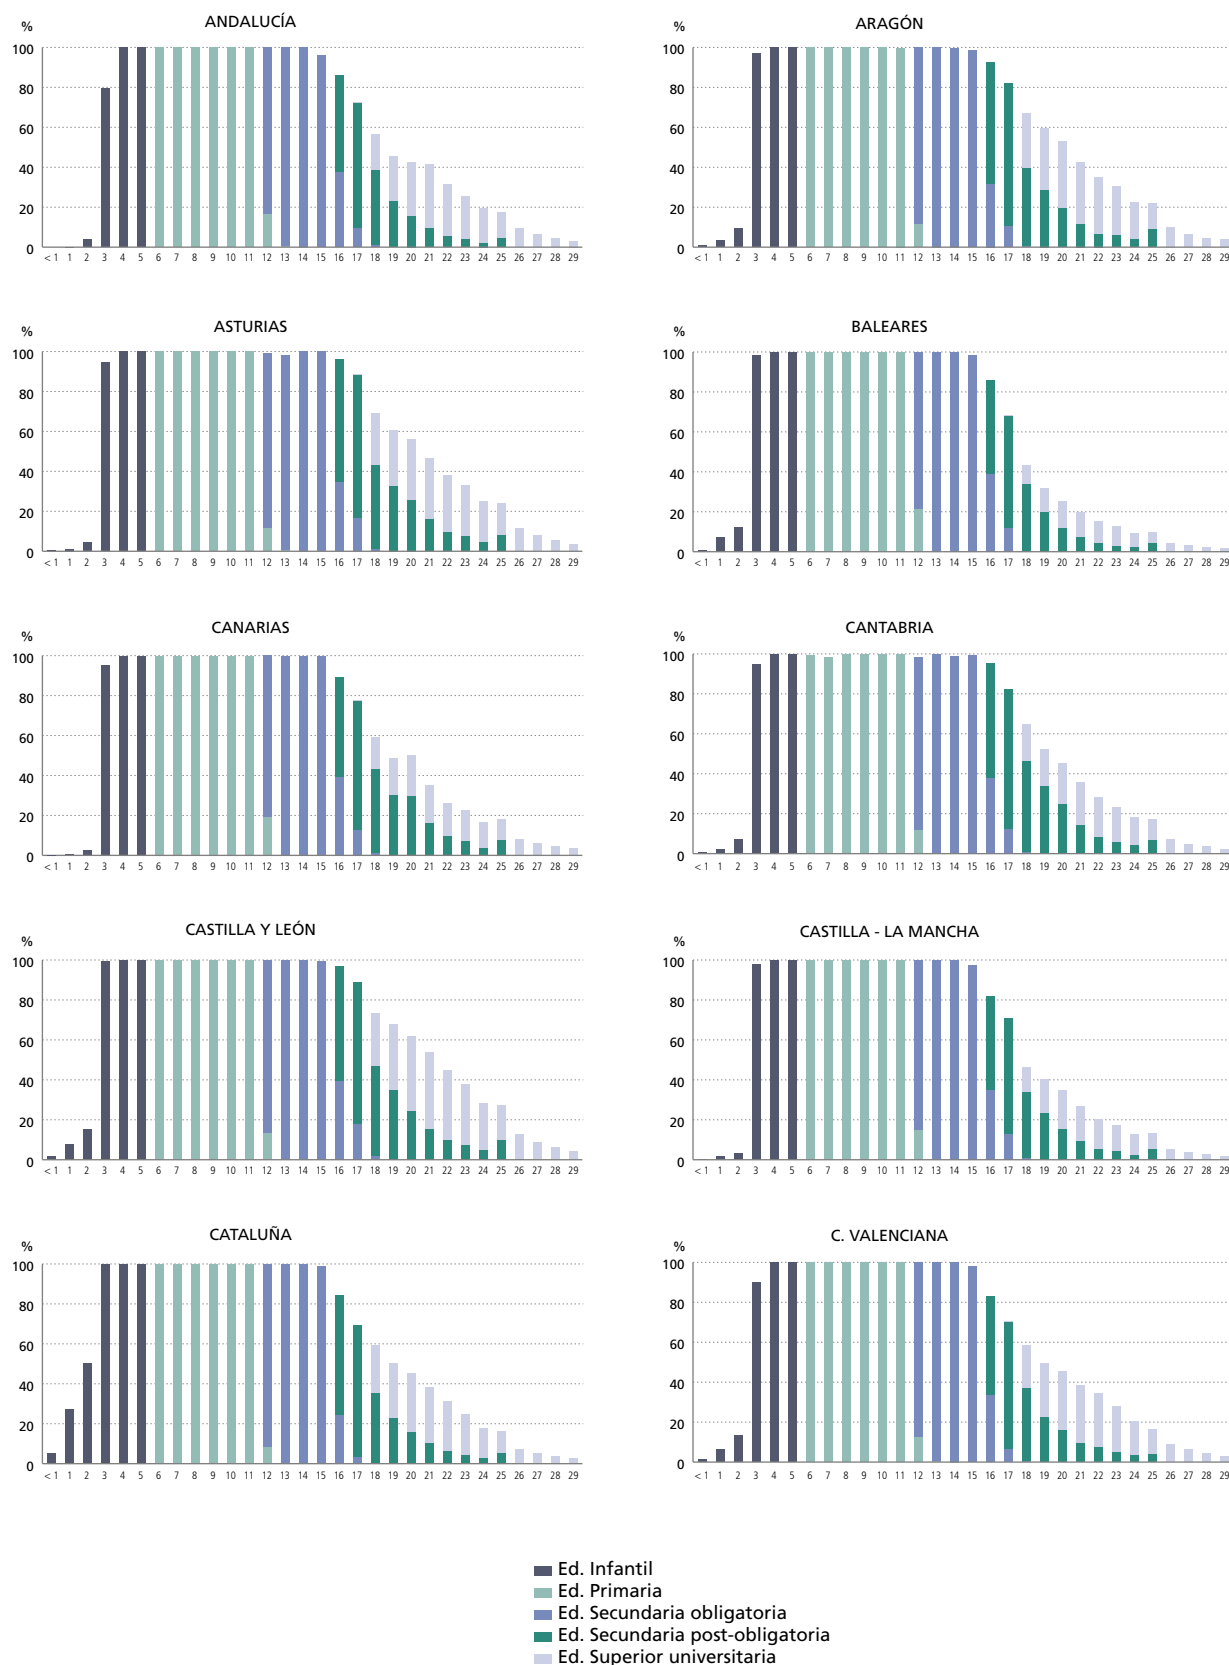 ANDALUCÍA
%
100
80
60
40
20
0
< 1 1 2 3 4 5 6 7 8 9 10 11 12 13 14 15 16 17 18 19 20 21 22 23 24 25 26 27 28 29
ARAGÓN
%
100
80
60
40
20
0
< 1 1 2 3 4 5 6 7 8 9 10 11 12 13 14 15 16 17 18 19 20 21 22 23 24 25 26 27 28 29
ASTURIAS
%
100
80
60
40
20
0
< 1 1 2 3 4 5 6 7 8 9 10 11 12 13 14 15 16 17 18 19 20 21 22 23 24 25 26 27 28 29
BALEARES
%
100
80
60
40
20
0
< 1 1 2 3 4 5 6 7 8 9 10 11 12 13 14 15 16 17 18 19 20 21 22 23 24 25 26 27 28 29
CANARIAS
%
100
80
60
40
20
0
< 1 1 2 3 4 5 6 7 8 9 10 11 12 13 14 15 16 17 18 19 20 21 22 23 24 25 26 27 28 29
CANTABRIA
%
100
80
60
40
20
0
< 1 1 2 3 4 5 6 7 8 9 10 11 12 13 14 15 16 17 18 19 20 21 22 23 24 25 26 27 28 29
CASTILLA Y LEÓN
%
100
80
60
40
20
0
< 1 1 2 3 4 5 6 7 8 9 10 11 12 13 14 15 16 17 18 19 20 21 22 23 24 25 26 27 28 29
CASTILLA - LA MANCHA
%
100
80
60
40
20
0
< 1 1 2 3 4 5 6 7 8 9 10 11 12 13 14 15 16 17 18 19 20 21 22 23 24 25 26 27 28 29
CATALUÑA
%
100
80
60
40
20
0
< 1 1 2 3 4 5 6 7 8 9 10 11 12 13 14 15 16 17 18 19 20 21 22 23 24 25 26 27 28 29
C. VALENCIANA
%
100
80
60
40
20
0
< 1 1 2 3 4 5 6 7 8 9 10 11 12 13 14 15 16 17 18 19 20 21 22 23 24 25 26 27 28 29
Ed. Infantil
Ed. Primaria
Ed. Secundaria obligatoria
Ed. Secundaria post-obligatoria
Ed. Superior universitaria